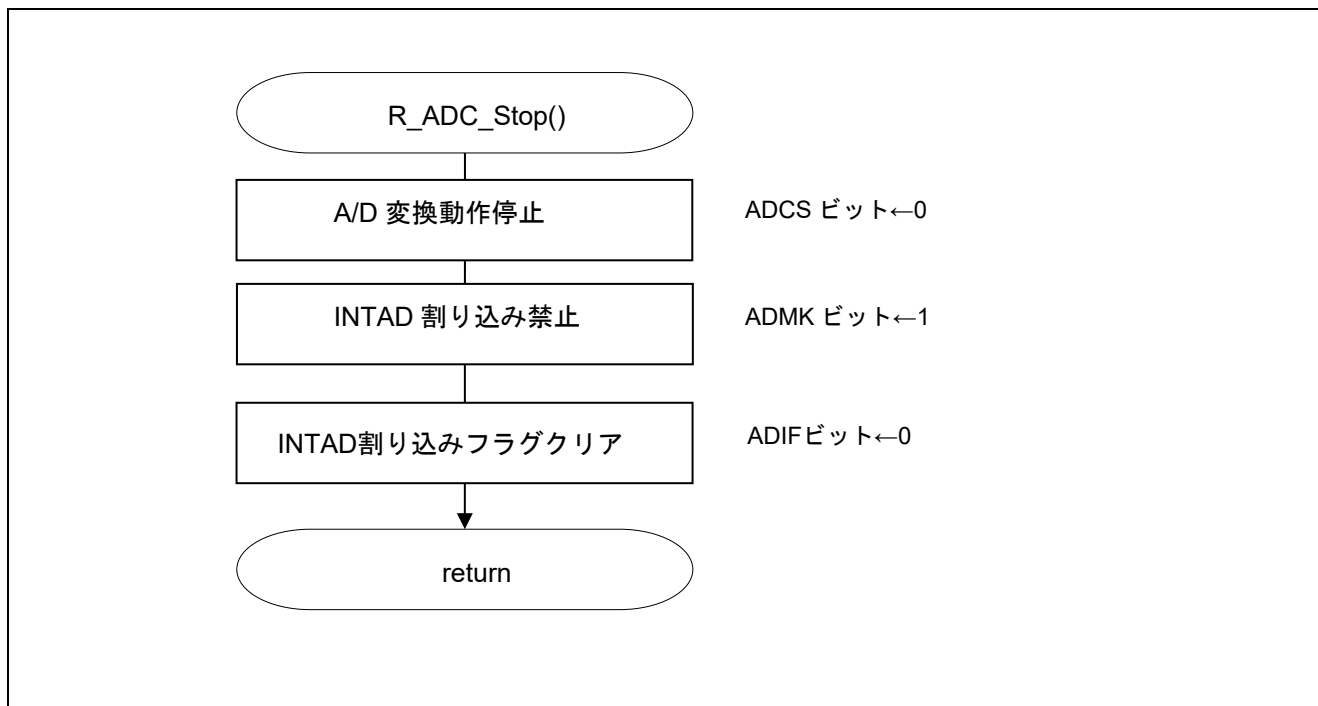 R_ADC_Stop()
A/D 変換動作停止
ADCS ビット←0
INTAD 割り込み禁止
ADMK ビット←1
INTAD割り込みフラグクリア
ADIFビット←0
return